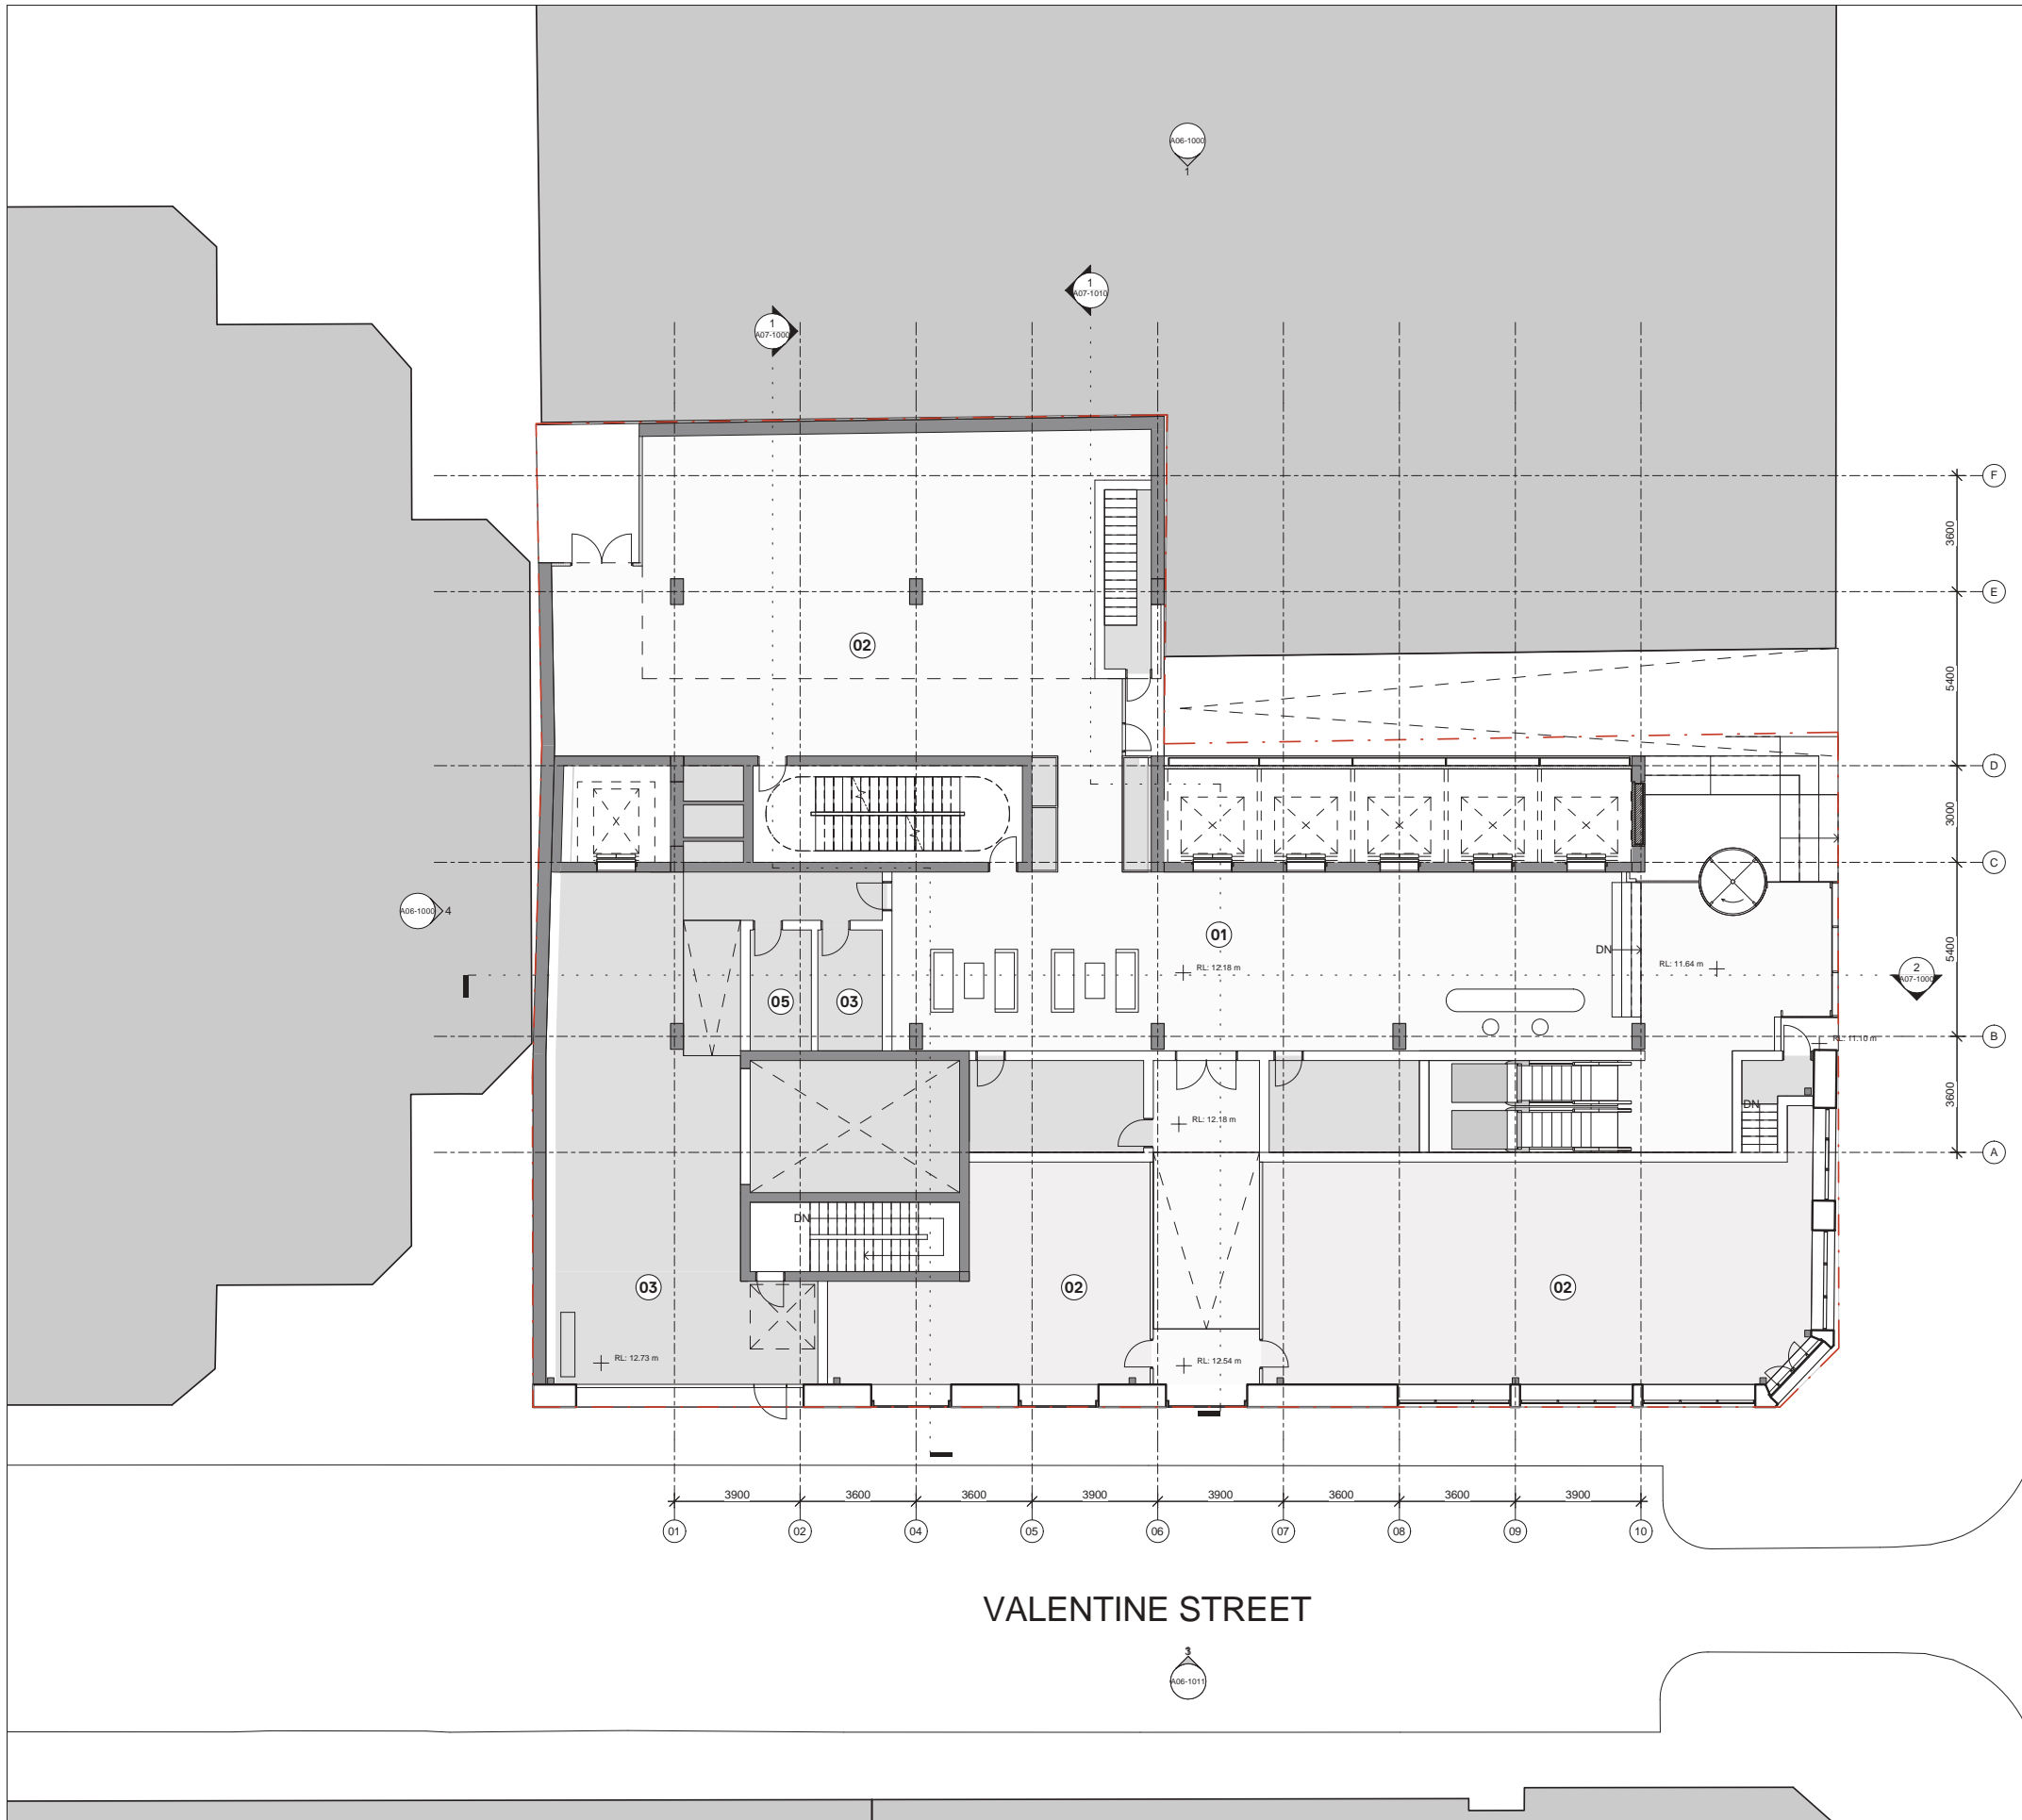 A06-1000
1
1
A07-1010
1
A07-1000
F
3600
E
02
5400
D
3000
C
A06-1000
4
01
DN
5400
RL: 12.18 m
RL: 11.64 m
2
A07-1000
05
03
B
RL: 11.10 m
3600
DN
RL: 12.18 m
A
DN
03
02
02
RL: 12.73 m
RL: 12.54 m
3900
3600
3600
3900
3900
3600
3600
3900
01
02
04
05
06
07
08
09
10
VALENTINE STREET
3
A06-1011